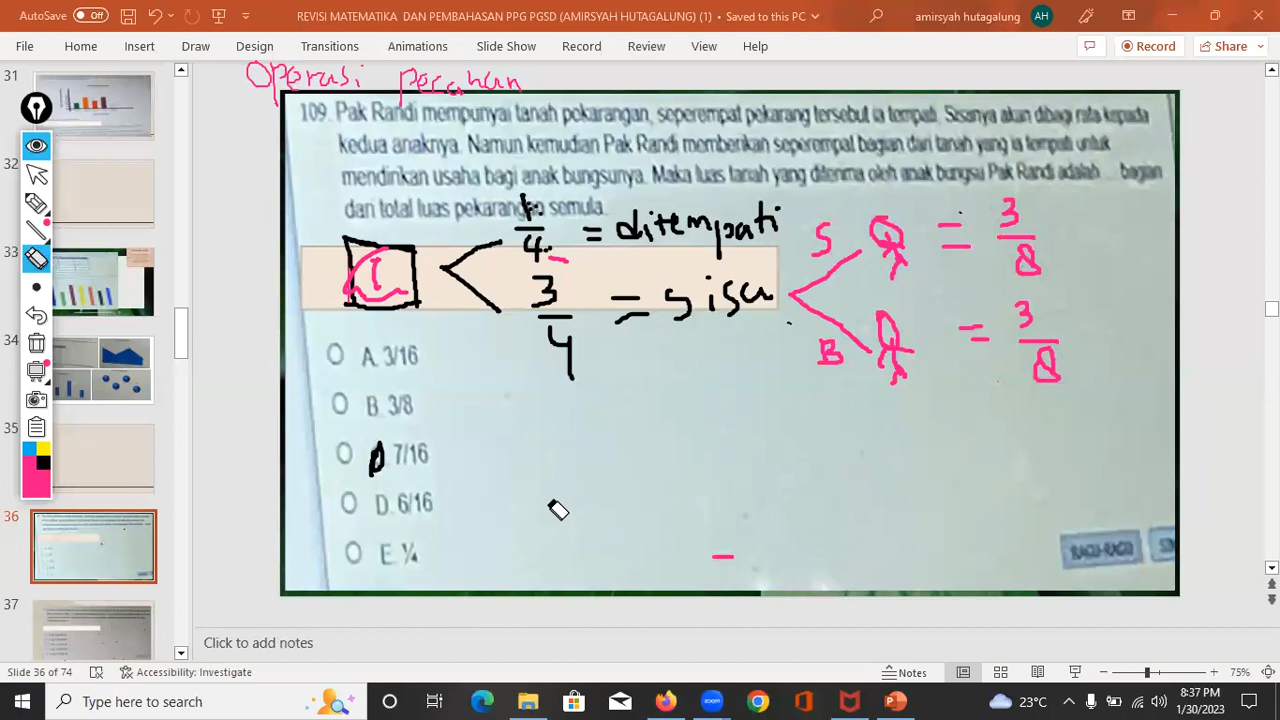 AutoSave Off
REVISI MATEMATIKA DAN PEMBAHASAN PPG PGSD (AMIRSYAH HUTAGALUNG) (1) • Saved to this PC
amirsyah hutagalung AH
File Home Insert Draw Design Transitions Animations Slide Show Record Review View Help
Record Share
31
32
33
34
35
36
37
Operasi pecahan
109. Pak Randi mempunyai tanah pekarangan, seperempat pekarang tersebut ia tempati. Sisanya akan dibagi rata kepada
kedua anaknya. Namun kemudian Pak Randi memberikan seperempat bagian dari tanah yang ia tempati untuk
mendirikan usaha bagi anak bungsunya. Maka luas tanah yang diterima oleh anak bungsu Pak Randi adalah ... bagian
dari total luas pekarangan semula.
1
1/4 = ditempati
3/4 = sisa
S = 3/8
B = 3/8
A. 3/16
B. 3/8
7/16
D. 6/16
E. ¼
RAGU-RAGU
Click to add notes
Slide 36 of 74 Accessibility: Investigate Notes 75%
Type here to search
zoom
23°C
8:37 PM
1/30/2023